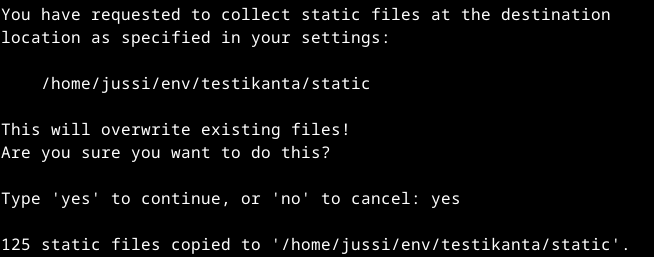 You have requested to collect static files at the destination
location as specified in your settings:
/home/jussi/env/testikanta/static
This will overwrite existing files!
Are you sure you want to do this?
Type 'yes' to continue, or 'no' to cancel: yes
125 static files copied to '/home/jussi/env/testikanta/static'.